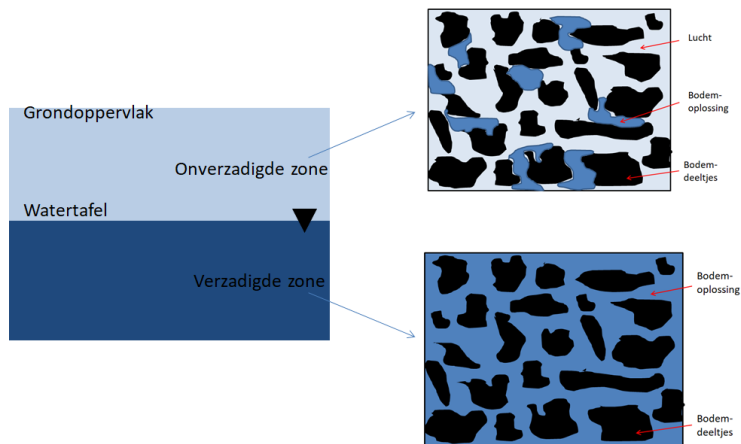 Grondoppervlak
Onverzadigde zone
Watertafel
Verzadigde zone
Lucht
Bodem-
oplossing
Bodem-
deeltjes
Bodem-
oplossing
Bodem-
deeltjes